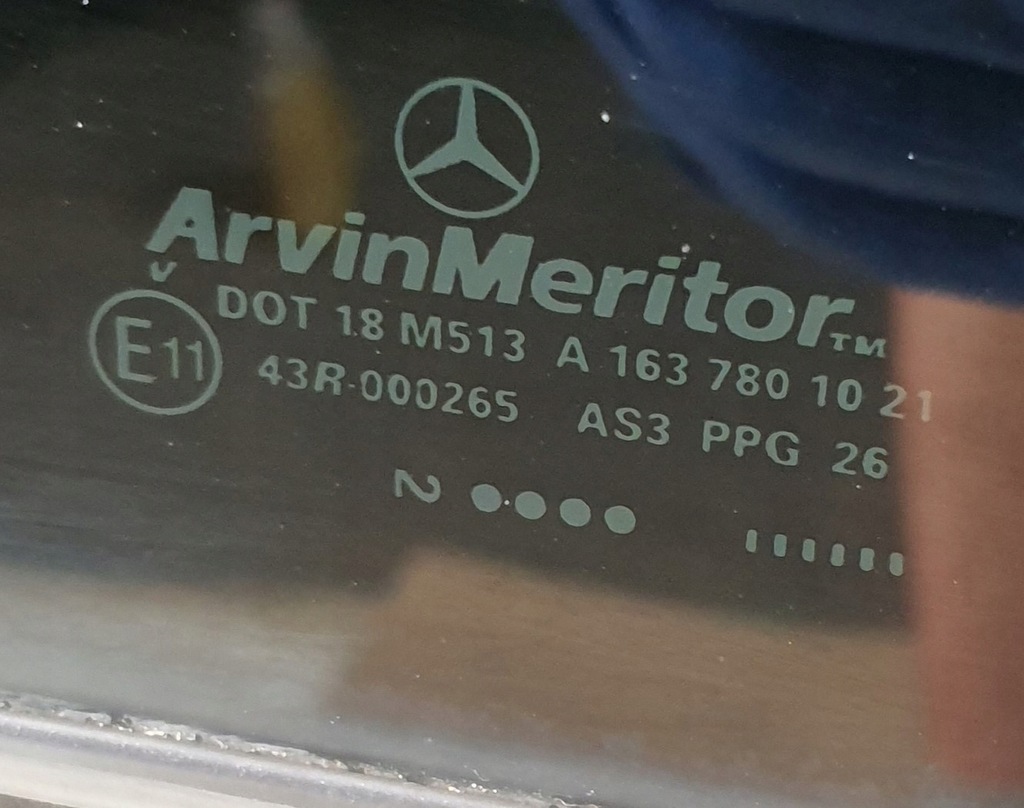 ArvinMeritor™
v
E11 DOT 18 M513 A 163 780 10 21
43R-000265 AS3 PPG 26
N